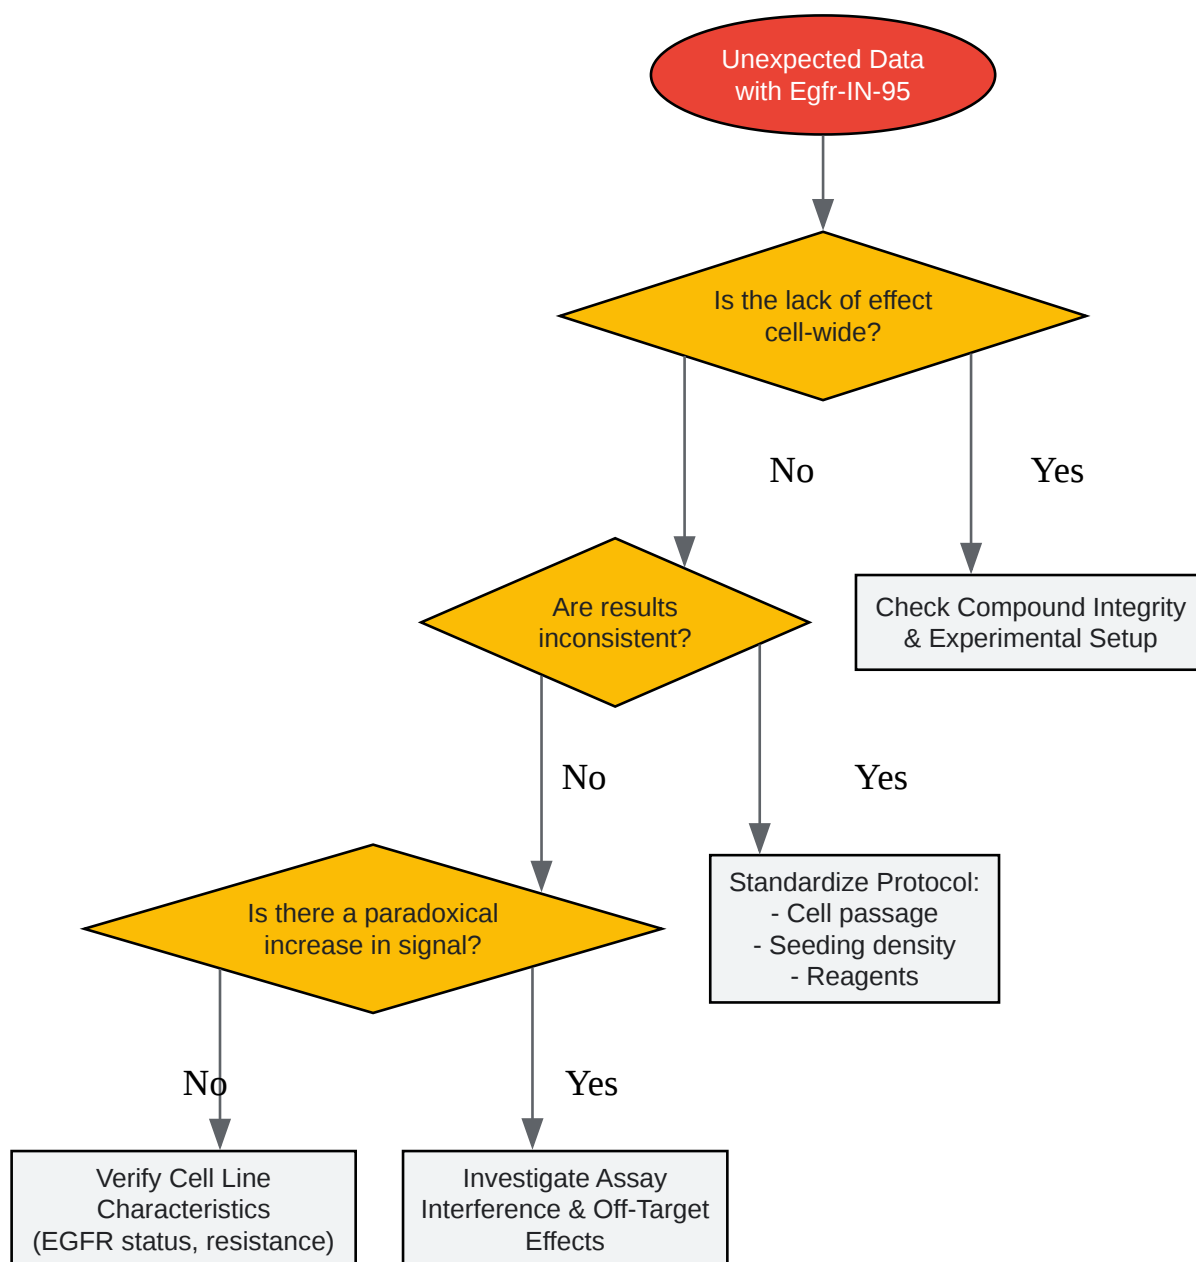 Unexpected Data
with Egfr-IN-95
Is the lack of effect
cell-wide?
No
Yes
Are results
inconsistent?
Check Compound Integrity
& Experimental Setup
No
Yes
Standardize Protocol:
- Cell passage
- Seeding density
- Reagents
Is there a paradoxical
increase in signal?
No
Yes
Verify Cell Line
Characteristics
(EGFR status, resistance)
Investigate Assay
Interference & Off-Target
Effects